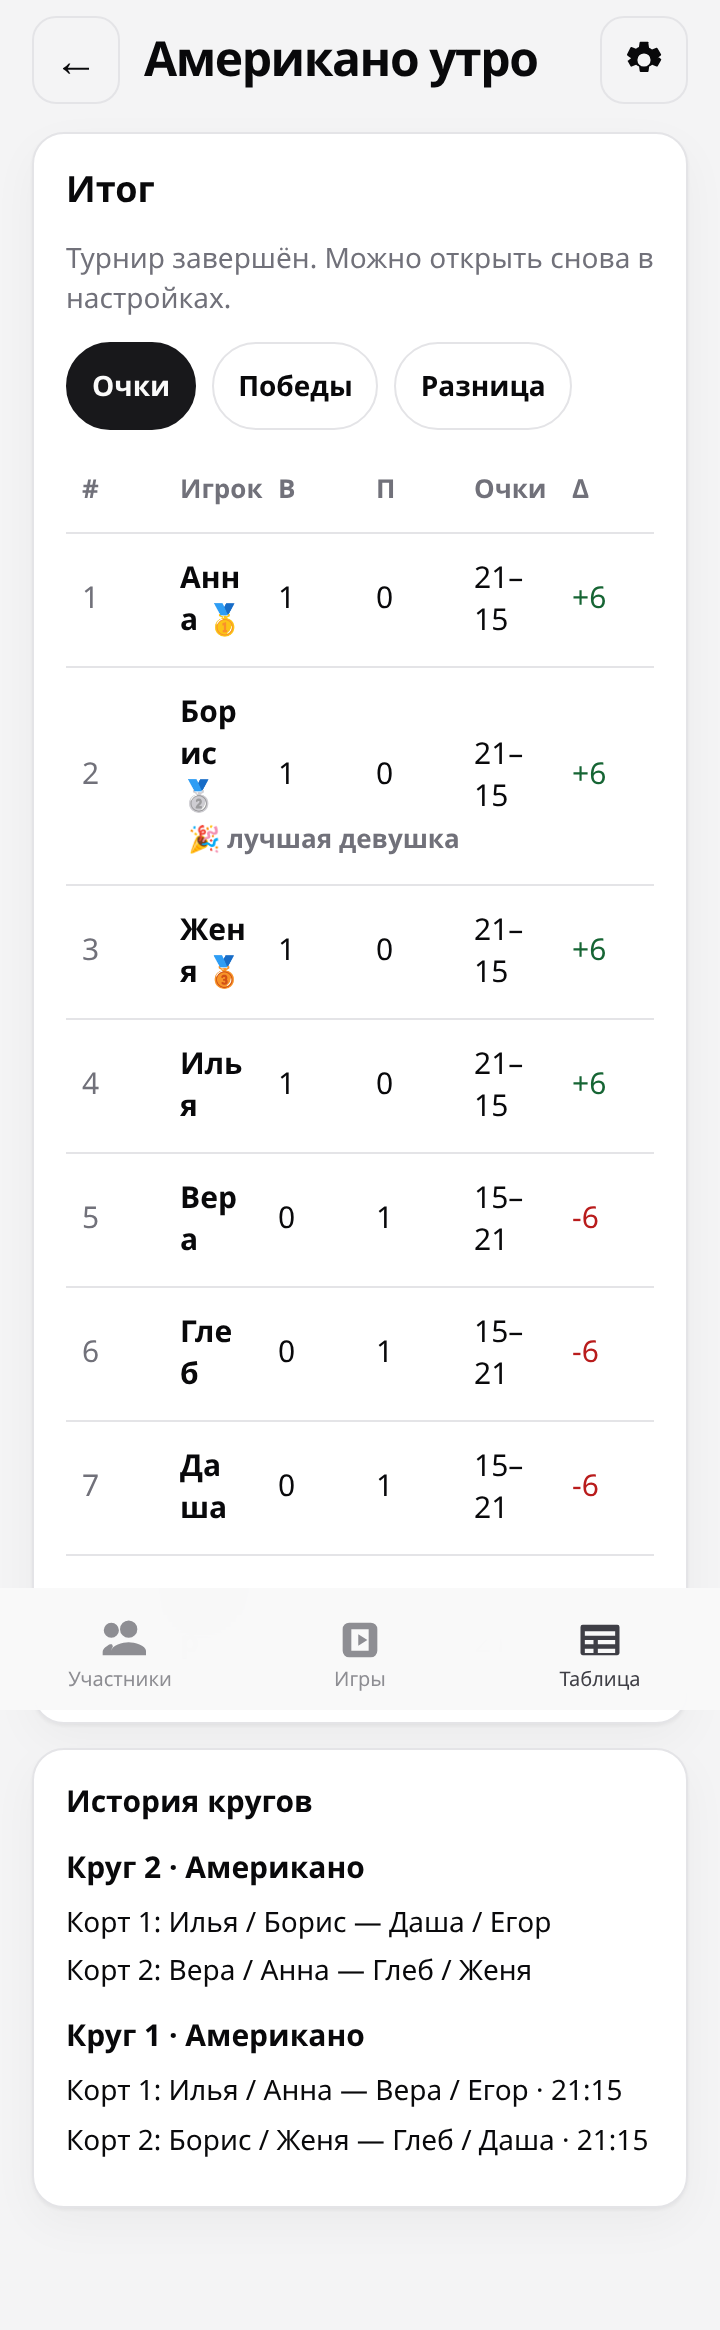 ← Американо утро
Итог
Турнир завершён. Можно открыть снова в
настройках.
Очки Победы Разница
# Игрок В П Очки Δ
1 Анн
а 🥇 1 0 21–
15 +6
2 Бор
ис
🥈 1 0 21–
15 +6
🎉 лучшая девушка
3 Жен
я 🥉 1 0 21–
15 +6
4 Иль
я 1 0 21–
15 +6
5 Вер
а 0 1 15–
21 -6
6 Гле
б 0 1 15–
21 -6
7 Да
ша 0 1 15–
21 -6
Участники Игры Таблица
История кругов
Круг 2 · Американо
Корт 1: Илья / Борис — Даша / Егор
Корт 2: Вера / Анна — Глеб / Женя
Круг 1 · Американо
Корт 1: Илья / Анна — Вера / Егор · 21:15
Корт 2: Борис / Женя — Глеб / Даша · 21:15